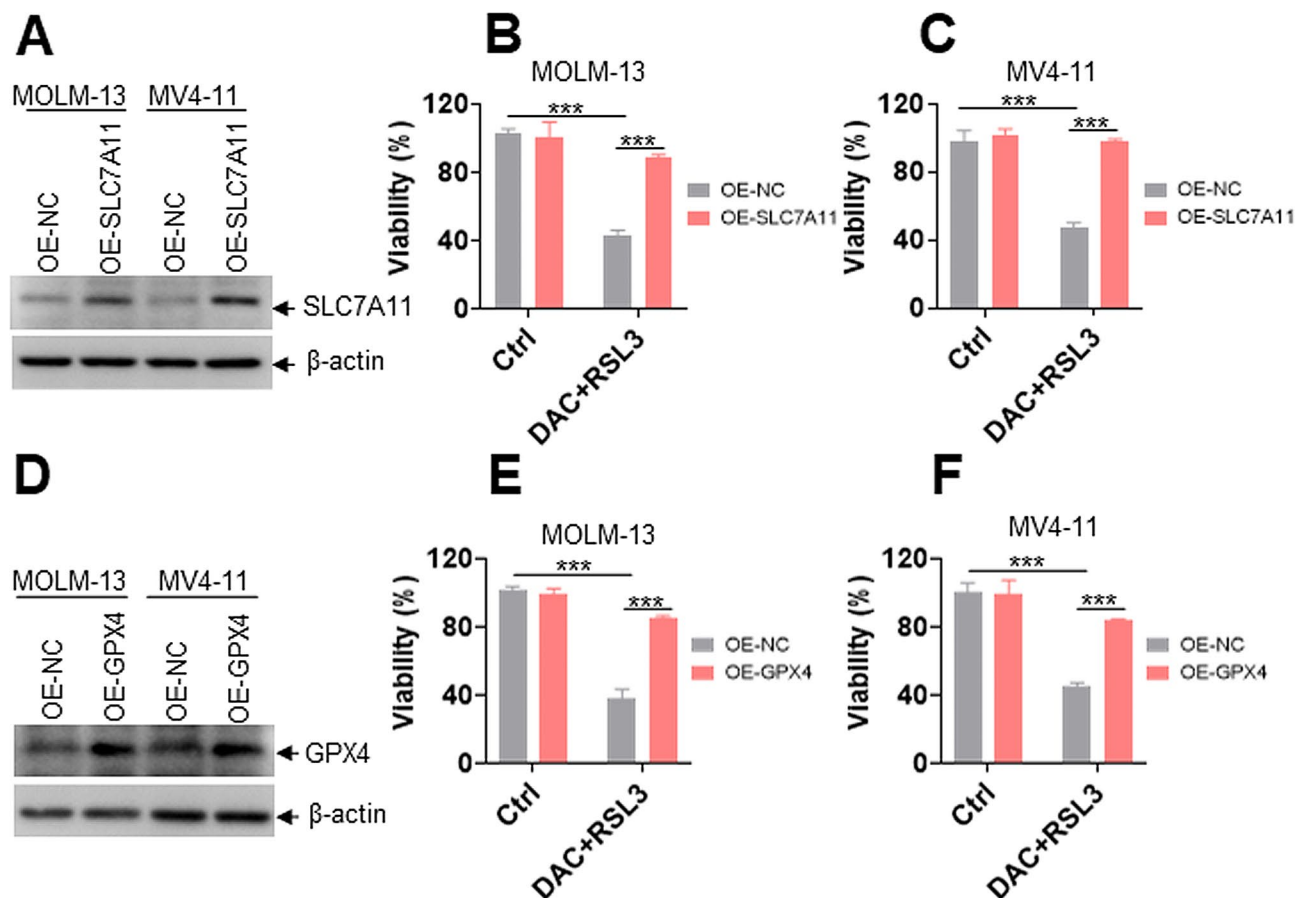 A
MOLM-13 MV4-11
OE-NC
OE-SLC7A11
OE-NC
OE-SLC7A11
SLC7A11
β-actin
B
MOLM-13
Viability (%)
120
80
40
0
***
***
Ctrl
DAC+RSL3
OE-NC
OE-SLC7A11
C
MV4-11
Viability (%)
120
80
40
0
***
***
Ctrl
DAC+RSL3
OE-NC
OE-SLC7A11
D
MOLM-13 MV4-11
OE-NC
OE-GPX4
OE-NC
OE-GPX4
GPX4
β-actin
E
MOLM-13
Viability (%)
120
80
40
0
***
***
Ctrl
DAC+RSL3
OE-NC
OE-GPX4
F
MV4-11
Viability (%)
120
80
40
0
***
***
Ctrl
DAC+RSL3
OE-NC
OE-GPX4